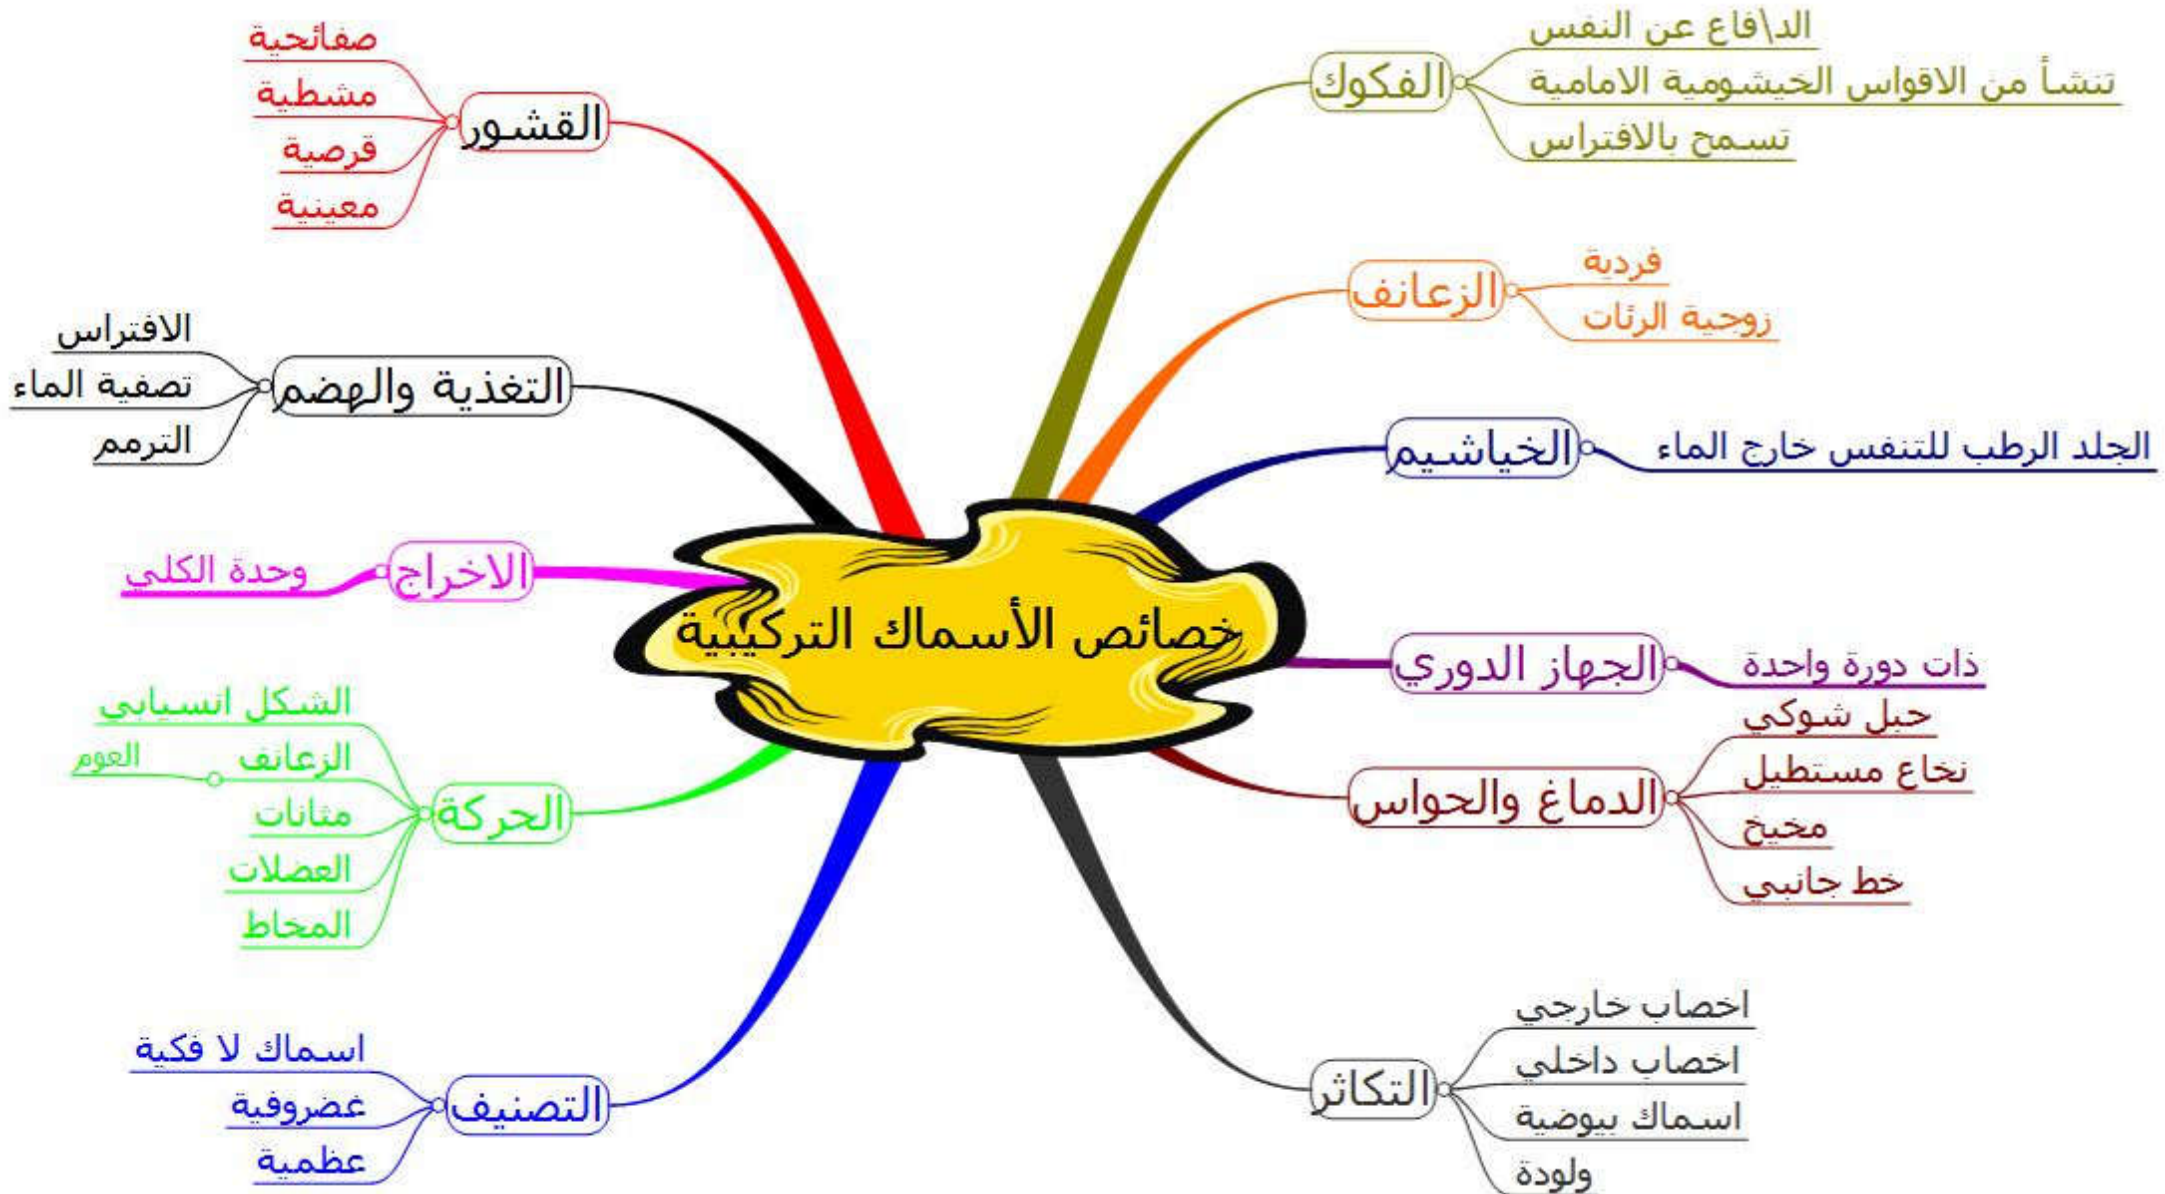 خصائص الأسماك التركيبية
الفكوك
الد\فاع عن النفس
تنشأ من الاقواس الخيشومية الامامية
تسمح بالافتراس
الزعانف
فردية
زوجية الرئات
الخياشيم
الجلد الرطب للتنفس خارج الماء
الجهاز الدوري
ذات دورة واحدة
الدماغ والحواس
حبل شوكي
نخاع مستطيل
مخيخ
خط جانبي
التكاثر
اخصاب خارجي
اخصاب داخلي
اسماك بيوضية
ولودة
القشور
صفائحية
مشطية
قرصية
معينية
التغذية والهضم
الافتراس
تصفية الماء
الترمم
الاخراج
وحدة الكلي
الحركة
الشكل انسيابي
الزعانف
العوم
مثانات
العضلات
المخاط
التصنيف
اسماك لا فكية
غضروفية
عظمية